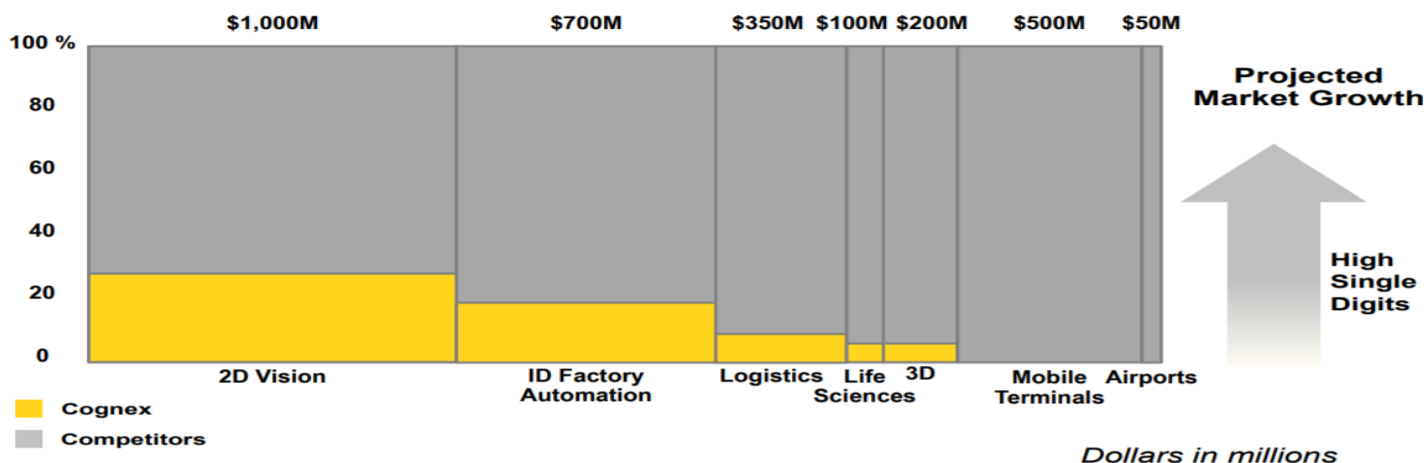 $1,000M $700M $350M $100M $200M $500M $50M
100 %
80
60
40
20
0
Projected
Market Growth
High
Single
Digits
2D Vision
ID Factory
Automation
Logistics
Life
Sciences
3D
Mobile
Terminals
Airports
Cognex
Competitors
Dollars in millions